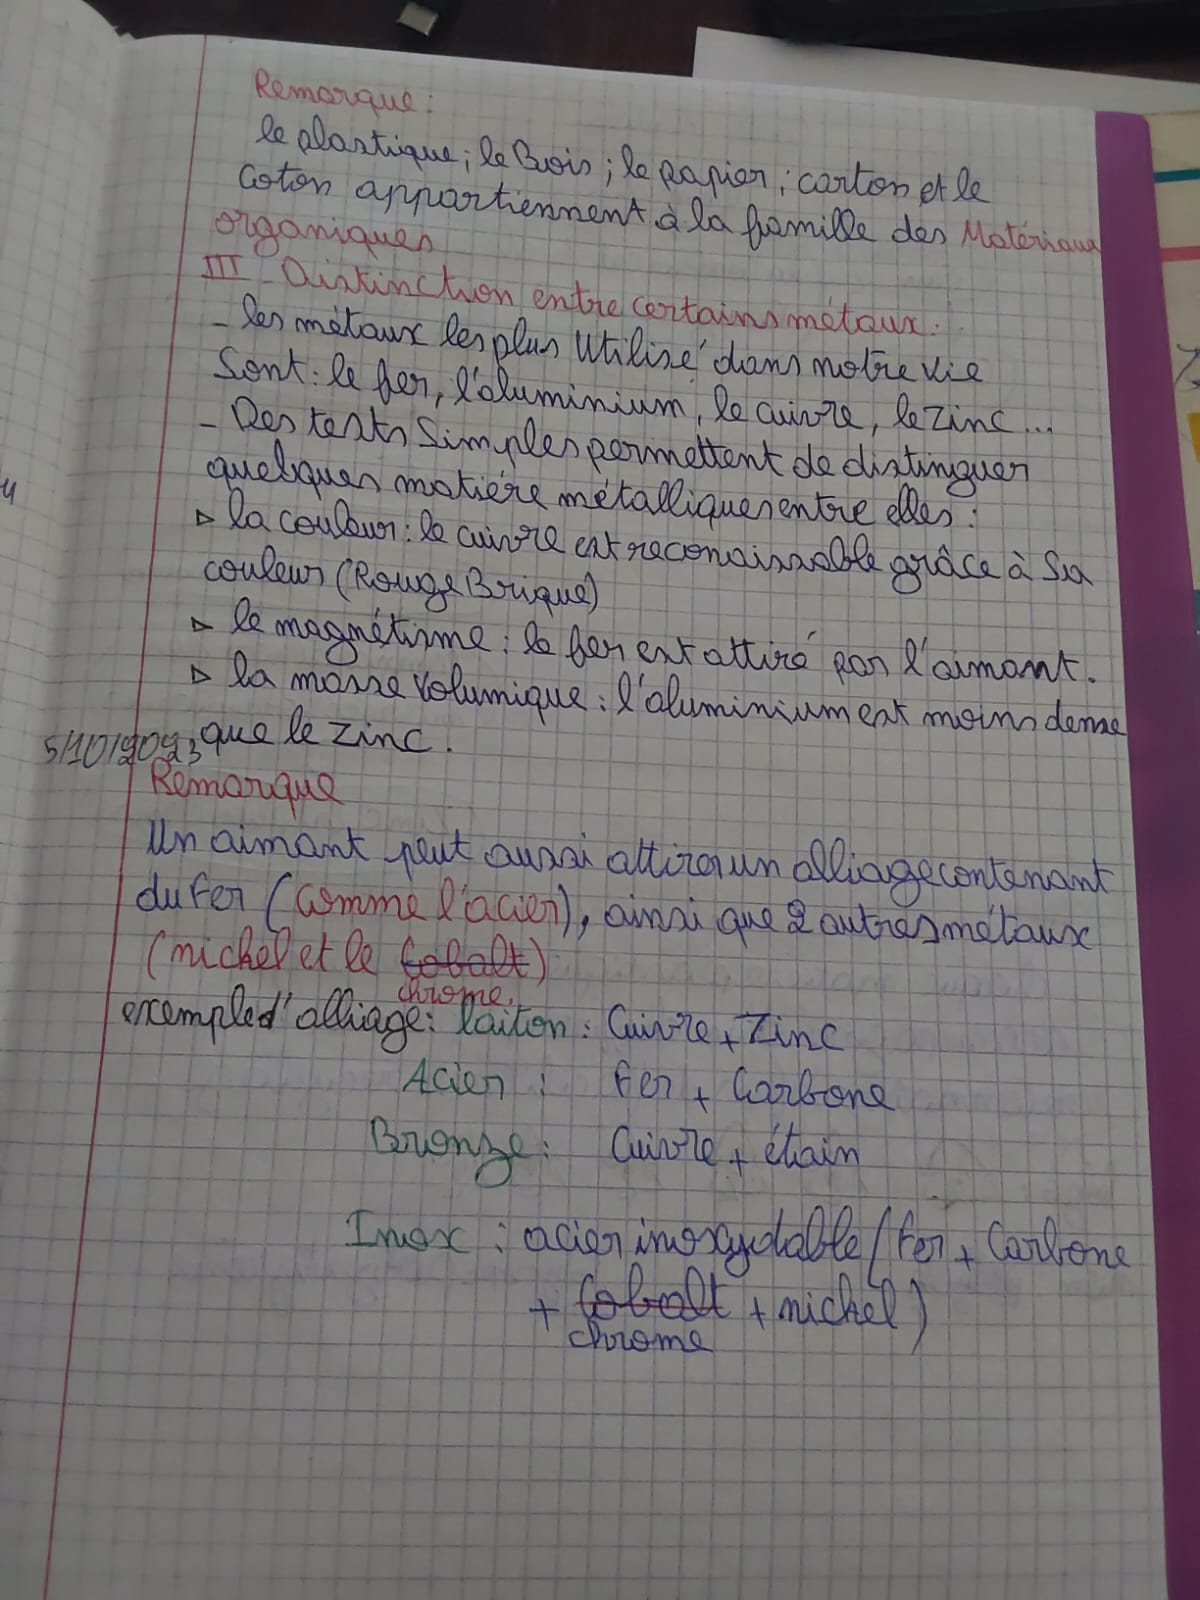 Remarque:
le plastique; le Bois; le papier; carton et le
Coton appartiennent à la famille des Matériaux
organiques
III - Distinction entre certains métaux:
- les métaux les plus Utilisé dans notre vie
Sont: le fer, l'aluminium, le cuivre, le Zinc...
- Des tests Simples permettent de distinguer
quelques matière métalliques entre elles:
▷ la couleur: le cuivre est reconaissable grâce à Sa
couleur (Rouge Brique)
▷ le magnétisme: le fer est attiré par l'aimant.
▷ la masse volumique: l'aluminium est moins dense
que le Zinc.
5/10/2023
Remarque
Un aimant peut aussi attirer un alliage contenant
du Fer (comme l'acier), ainsi que 2 autres métaux
(nichel et le Cobalt)
chrome.
exemple d'alliage: laiton: Cuivre + Zinc
Acier: Fer + Carbone
Bronze: Cuivre + étain
Inox: acier inoxydable (Fer + Carbone
+ Cobalt + nichel)
chrome